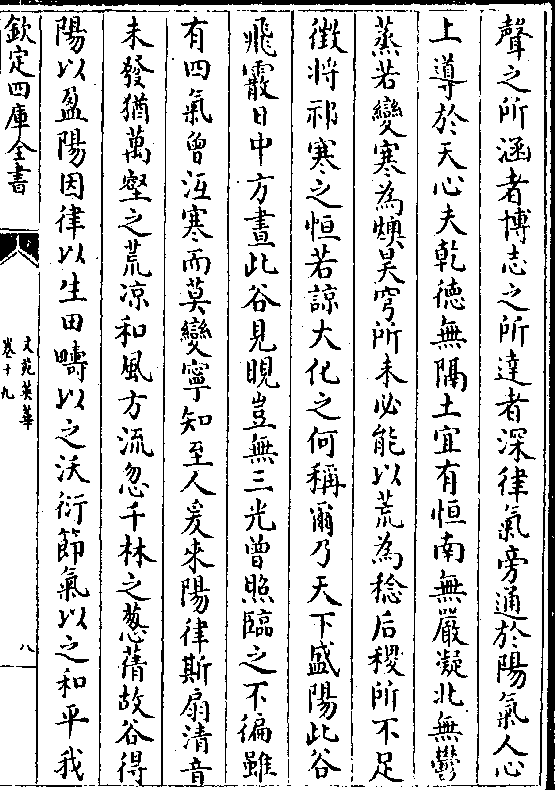 聲之所涵者博志之所達者深律氣旁通於陽氣人心
上導於天心夫乾德無隔土宜有恒南無嚴凝北無鬱
蒸若變寒為燠昊穹所未必能以荒為稔后稷所不足
徴將祁寒之恒若諒大化之何稱爾乃天下盛陽此谷
飛霰日中方晝此谷見晛豈無三光曾照臨之不徧雖
有四氣曾沍寒而莫變寧知至人爰來陽律斯扇清音
未發猶萬壑之荒凉和風方流忽千林之蔥蒨故谷得
陽以盈陽因律以生田疇以之沃衍節氣以之和平我
欽定四庫全書
文苑英華
卷十九
八